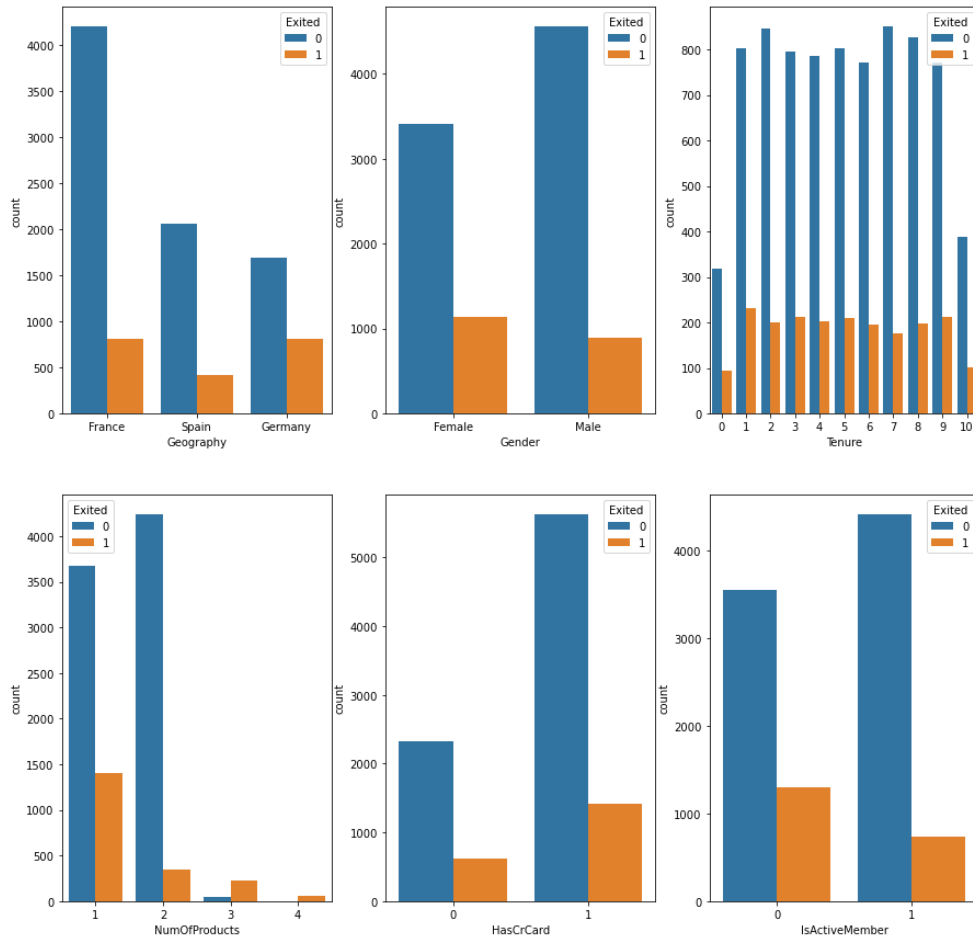 Exited
0
1
4000
3500
3000
2500
2000
1500
1000
500
0
count
France Spain Germany
Geography
Exited
0
1
4000
3000
2000
1000
0
count
Female Male
Gender
Exited
0
1
800
700
600
500
400
300
200
100
0
count
0 1 2 3 4 5 6 7 8 9 10
Tenure
Exited
0
1
4000
3500
3000
2500
2000
1500
1000
500
0
count
1 2 3 4
NumOfProducts
Exited
0
1
5000
4000
3000
2000
1000
0
count
0 1
HasCrCard
Exited
0
1
4000
3000
2000
1000
0
count
0 1
IsActiveMember